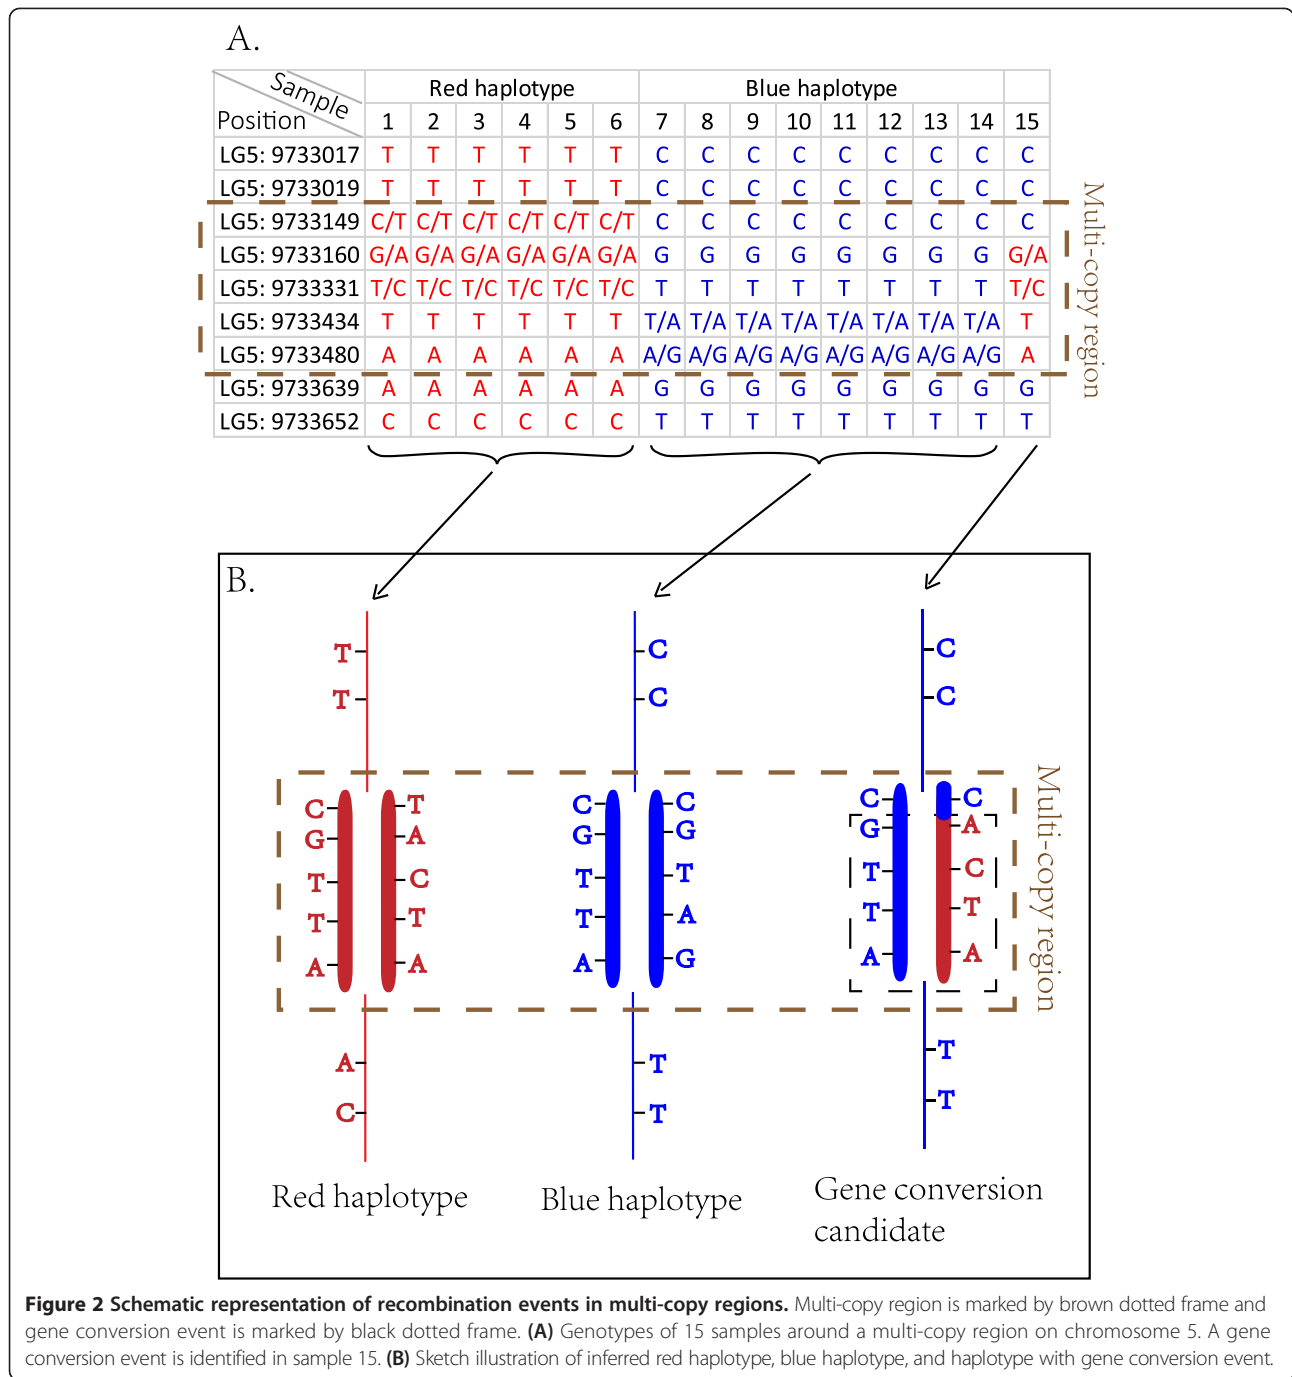 A.
Sample
Red haplotype Blue haplotype
Position 1 2 3 4 5 6 7 8 9 10 11 12 13 14 15
LG5: 9733017 T T T T T T C C C C C C C C C
LG5: 9733019 T T T T T T C C C C C C C C C
LG5: 9733149 C/T C/T C/T C/T C/T C/T C C C C C C C C C
LG5: 9733160 G/A G/A G/A G/A G/A G/A G G G G G G G G G/A
LG5: 9733331 T/C T/C T/C T/C T/C T/C T T T T T T T T T/C
LG5: 9733434 T T T T T T T/A T/A T/A T/A T/A T/A T/A T/A T
LG5: 9733480 A A A A A A A/G A/G A/G A/G A/G A/G A/G A/G A
LG5: 9733639 A A A A A A G G G G G G G G G
LG5: 9733652 C C C C C C T T T T T T T T T
Multi-copy region
B.
T C C
T C C
C T C C C C
G A G G G A
T C T T T C
T T T A T T
A A A G A A
Multi-copy region
A T T
C T T
Red haplotype Blue haplotype Gene conversion
candidate
Figure 2 Schematic representation of recombination events in multi-copy regions. Multi-copy region is marked by brown dotted frame and
gene conversion event is marked by black dotted frame. (A) Genotypes of 15 samples around a multi-copy region on chromosome 5. A gene
conversion event is identified in sample 15. (B) Sketch illustration of inferred red haplotype, blue haplotype, and haplotype with gene conversion event.